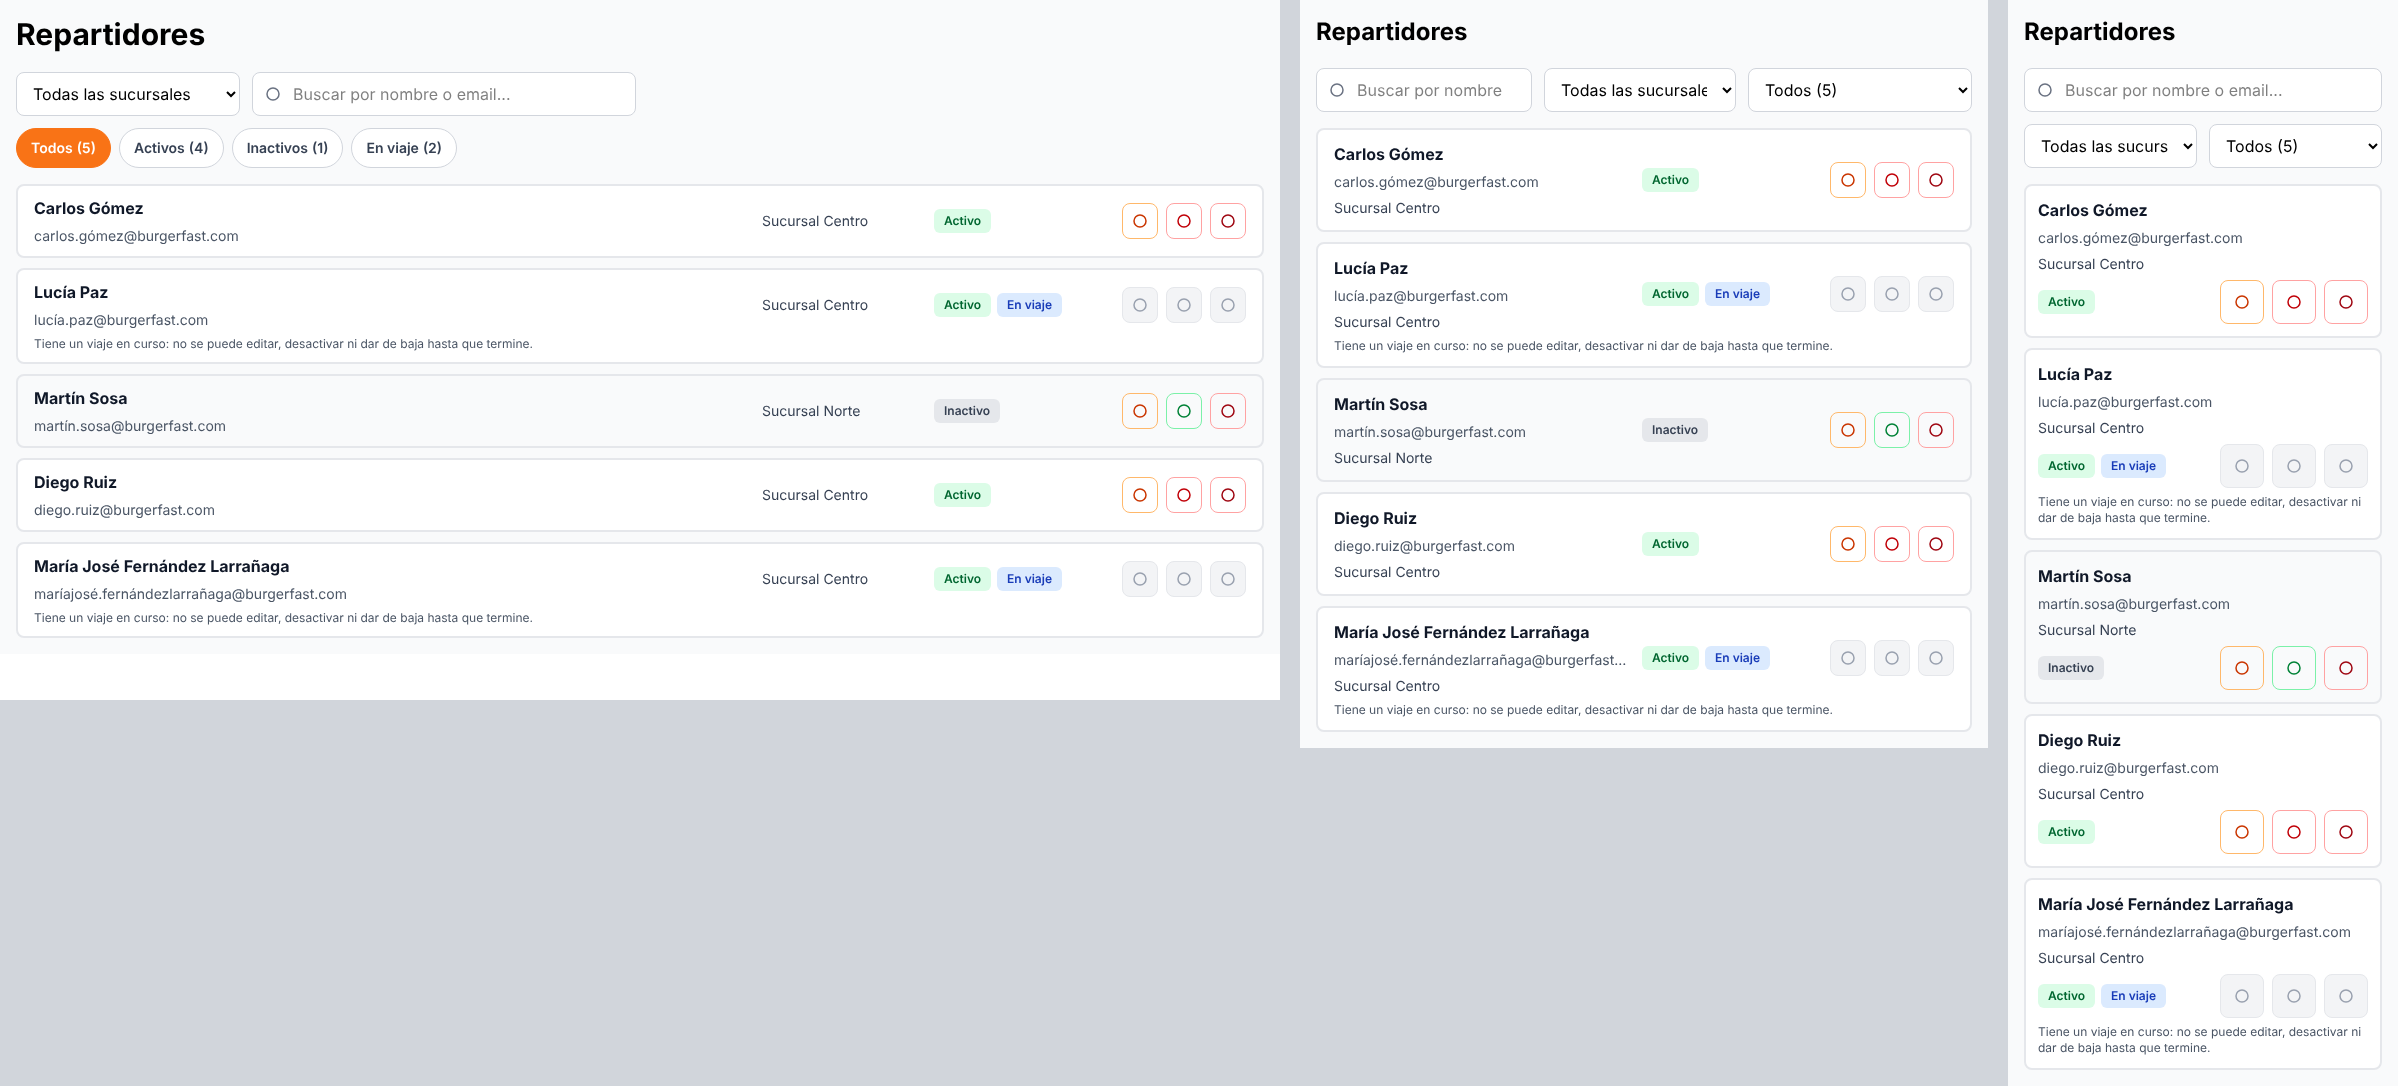 Repartidores
Todas las sucursales
Buscar por nombre o email...
Todos (5)
Activos (4)
Inactivos (1)
En viaje (2)
Carlos Gómez
carlos.gómez@burgerfast.com
Sucursal Centro
Activo
Lucía Paz
lucía.paz@burgerfast.com
Sucursal Centro
Activo
En viaje
Tiene un viaje en curso: no se puede editar, desactivar ni dar de baja hasta que termine.
Martín Sosa
martín.sosa@burgerfast.com
Sucursal Norte
Inactivo
Diego Ruiz
diego.ruiz@burgerfast.com
Sucursal Centro
Activo
María José Fernández Larrañaga
maríajosé.fernándezlarrañaga@burgerfast.com
Sucursal Centro
Activo
En viaje
Tiene un viaje en curso: no se puede editar, desactivar ni dar de baja hasta que termine.
Repartidores
Buscar por nombre
Todas las sucursale
Todos (5)
Carlos Gómez
carlos.gómez@burgerfast.com
Sucursal Centro
Activo
Lucía Paz
lucía.paz@burgerfast.com
Sucursal Centro
Activo
En viaje
Tiene un viaje en curso: no se puede editar, desactivar ni dar de baja hasta que termine.
Martín Sosa
martín.sosa@burgerfast.com
Sucursal Norte
Inactivo
Diego Ruiz
diego.ruiz@burgerfast.com
Sucursal Centro
Activo
María José Fernández Larrañaga
maríajosé.fernándezlarrañaga@burgerfast...
Sucursal Centro
Activo
En viaje
Tiene un viaje en curso: no se puede editar, desactivar ni dar de baja hasta que termine.
Repartidores
Buscar por nombre o email...
Todas las sucurs
Todos (5)
Carlos Gómez
carlos.gómez@burgerfast.com
Sucursal Centro
Activo
Lucía Paz
lucía.paz@burgerfast.com
Sucursal Centro
Activo
En viaje
Tiene un viaje en curso: no se puede editar, desactivar ni
dar de baja hasta que termine.
Martín Sosa
martín.sosa@burgerfast.com
Sucursal Norte
Inactivo
Diego Ruiz
diego.ruiz@burgerfast.com
Sucursal Centro
Activo
María José Fernández Larrañaga
maríajosé.fernándezlarrañaga@burgerfast.com
Sucursal Centro
Activo
En viaje
Tiene un viaje en curso: no se puede editar, desactivar ni
dar de baja hasta que termine.